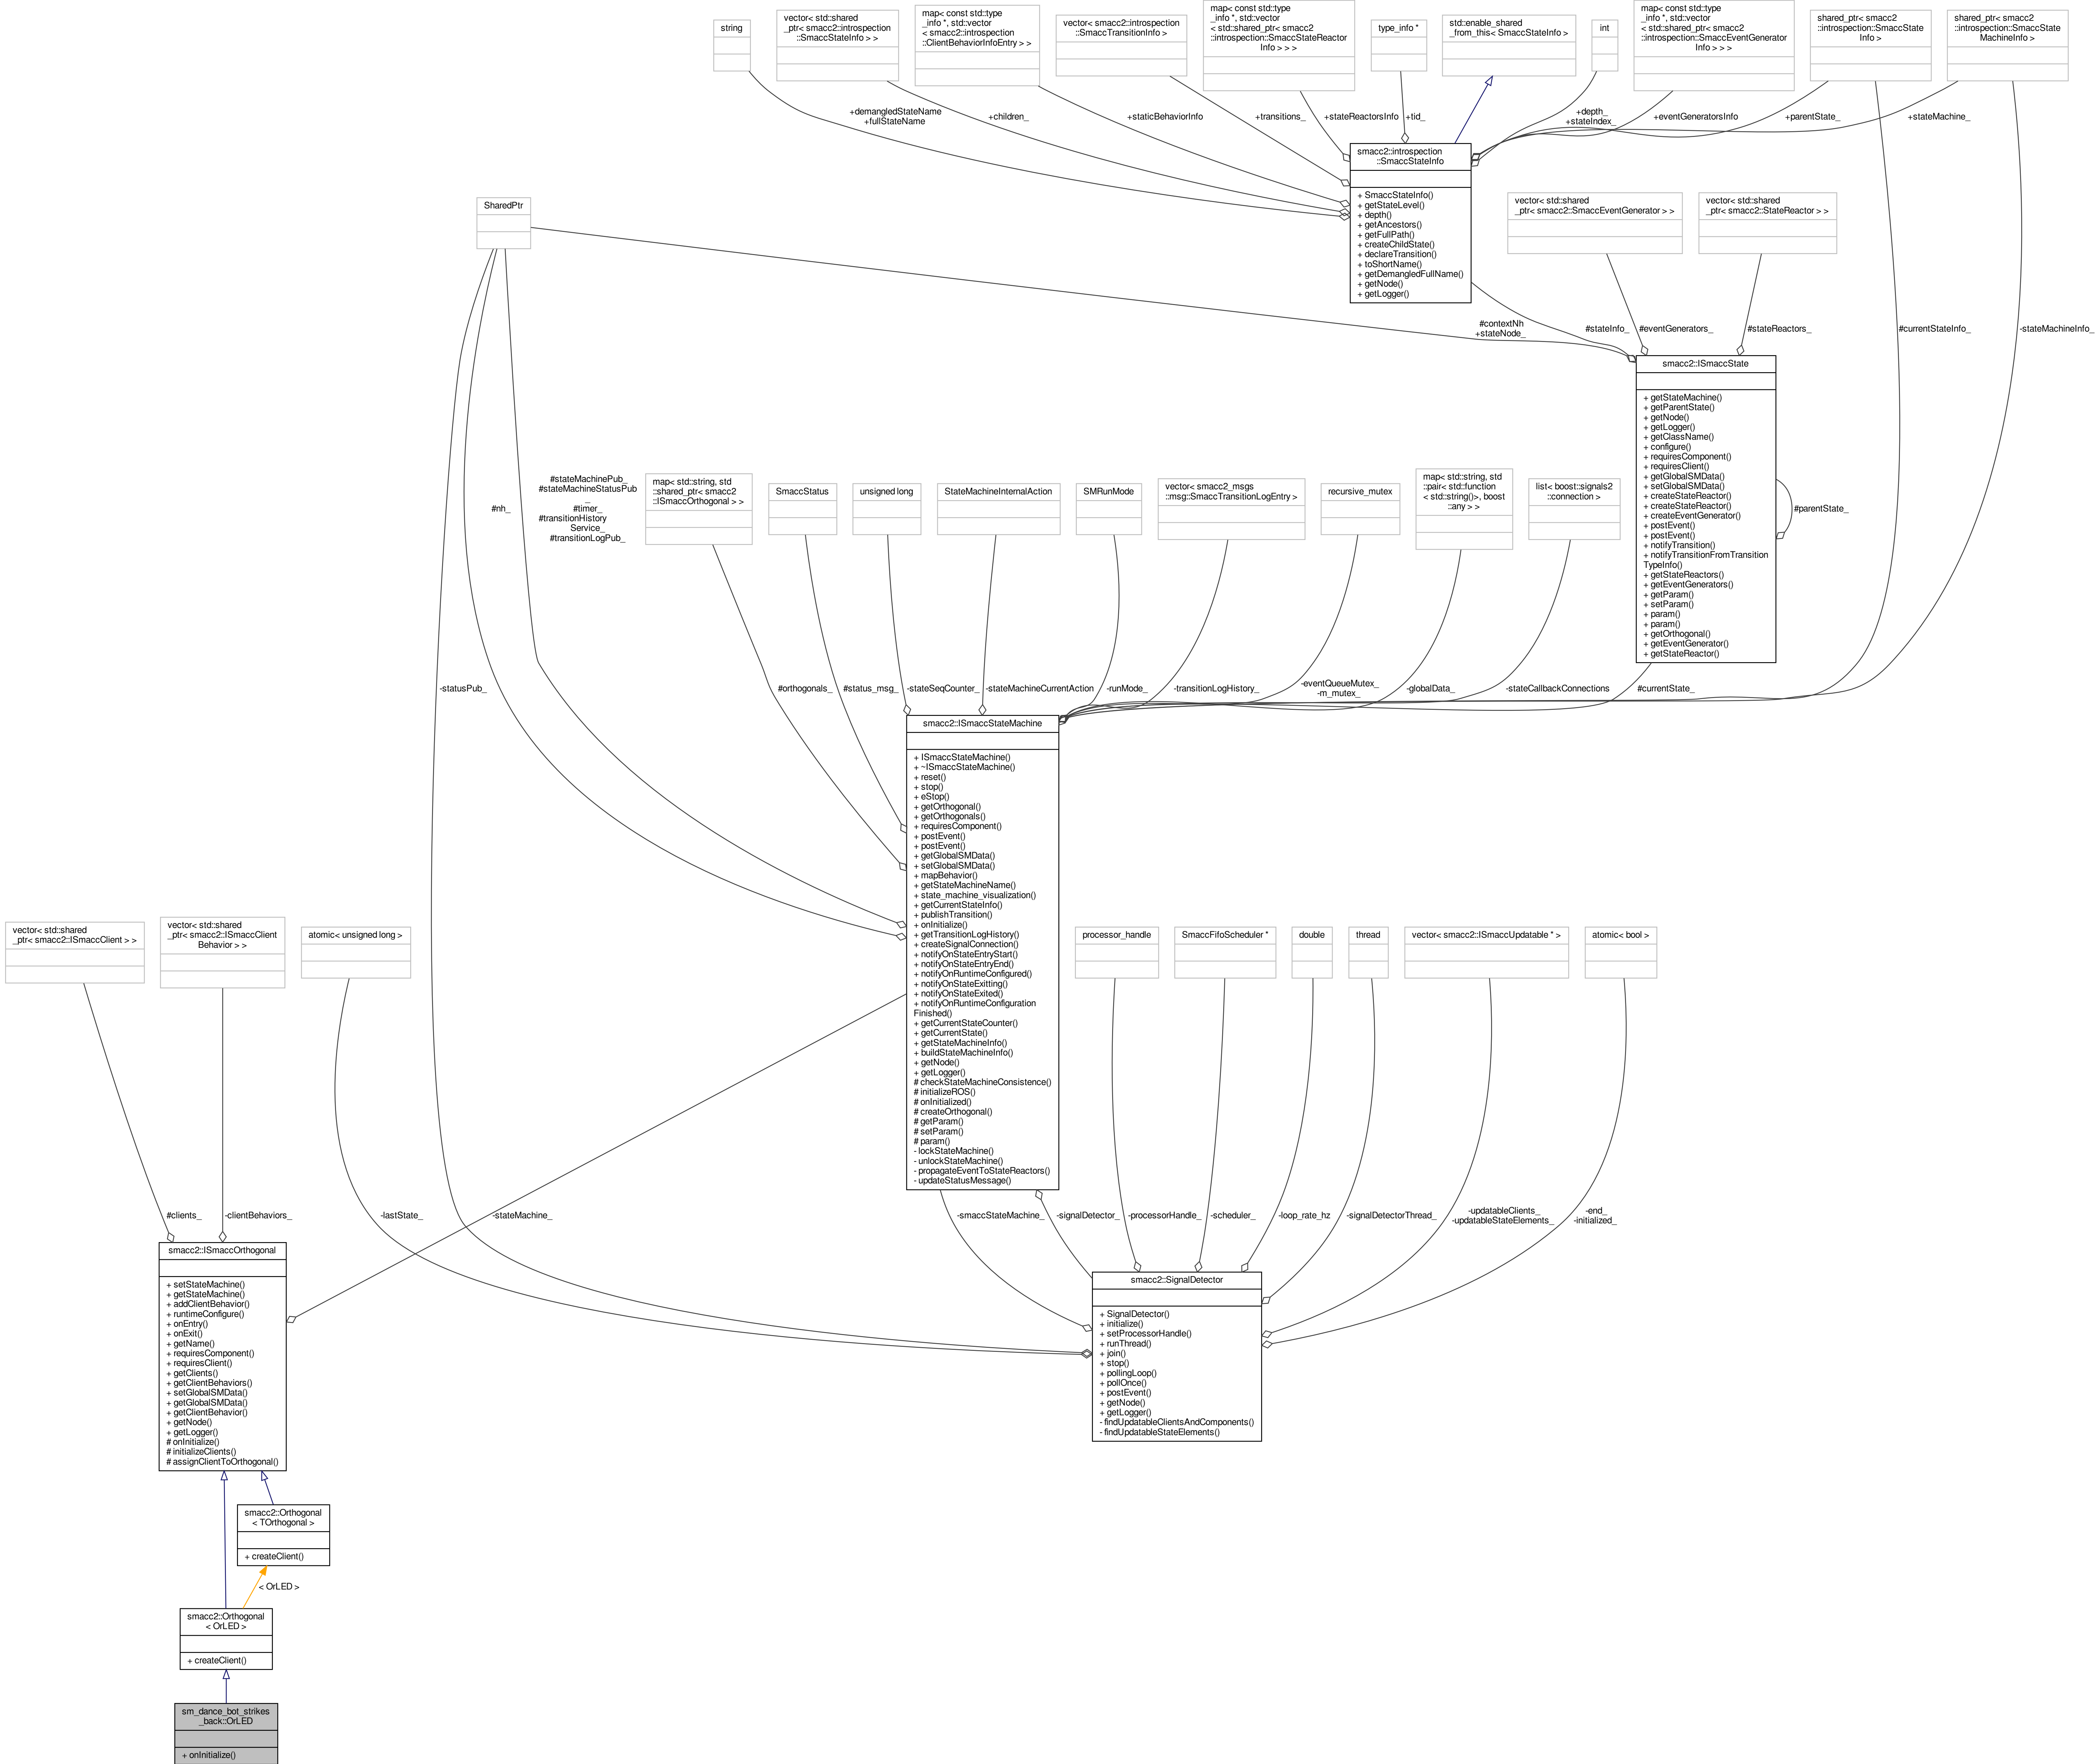 string
vector< std::shared
_ptr< smacc2::introspection
::SmaccStateInfo > >
map< const std::type
_info *, std::vector
< smacc2::introspection
::ClientBehaviorInfoEntry > >
vector< smacc2::introspection
::SmaccTransitionInfo >
map< const std::type
_info *, std::vector
< std::shared_ptr< smacc2
::introspection::SmaccStateReactor
Info > > >
type_info *
std::enable_shared
_from_this< SmaccStateInfo >
int
map< const std::type
_info *, std::vector
< std::shared_ptr< smacc2
::introspection::SmaccEventGenerator
Info > > >
shared_ptr< smacc2
::introspection::SmaccState
Info >
shared_ptr< smacc2
::introspection::SmaccState
MachineInfo >
+demangledStateName
+fullStateName
+children_
+staticBehaviorInfo
+transitions_
+stateReactorsInfo
+tid_
+depth_
+stateIndex_
+eventGeneratorsInfo
+parentState_
+stateMachine_
smacc2::introspection
::SmaccStateInfo
+ SmaccStateInfo()
+ getStateLevel()
+ depth()
+ getAncestors()
+ getFullPath()
+ createChildState()
+ declareTransition()
+ toShortName()
+ getDemangledFullName()
+ getNode()
+ getLogger()
SharedPtr
vector< std::shared
_ptr< smacc2::SmaccEventGenerator > >
vector< std::shared
_ptr< smacc2::StateReactor > >
#contextNh
+stateNode_
#stateInfo_
#eventGenerators_
#stateReactors_
#currentStateInfo_
-stateMachineInfo_
smacc2::ISmaccState
+ getStateMachine()
+ getParentState()
+ getNode()
+ getLogger()
+ getClassName()
+ configure()
+ requiresComponent()
+ requiresClient()
+ getGlobalSMData()
+ setGlobalSMData()
+ createStateReactor()
+ createStateReactor()
+ createEventGenerator()
+ postEvent()
+ postEvent()
+ notifyTransition()
+ notifyTransitionFromTransition
TypeInfo()
+ getStateReactors()
+ getEventGenerators()
+ getParam()
+ setParam()
+ param()
+ param()
+ getOrthogonal()
+ getEventGenerator()
+ getStateReactor()
#parentState_
#nh_
#stateMachinePub_
#stateMachineStatusPub
_
#timer_
#transitionHistory
Service_
#transitionLogPub_
map< std::string, std
::shared_ptr< smacc2
::ISmaccOrthogonal > >
SmaccStatus
unsigned long
StateMachineInternalAction
SMRunMode
vector< smacc2_msgs
::msg::SmaccTransitionLogEntry >
recursive_mutex
map< std::string, std
::pair< std::function
< std::string()>, boost
::any > >
list< boost::signals2
::connection >
-statusPub_
#orthogonals_
#status_msg_
-stateSeqCounter_
-stateMachineCurrentAction
-runMode_
-transitionLogHistory_
-eventQueueMutex_
-m_mutex_
-globalData_
-stateCallbackConnections
#currentState_
smacc2::ISmaccStateMachine
+ ISmaccStateMachine()
+ ~ISmaccStateMachine()
+ reset()
+ stop()
+ eStop()
+ getOrthogonal()
+ getOrthogonals()
+ requiresComponent()
+ postEvent()
+ postEvent()
+ getGlobalSMData()
+ setGlobalSMData()
+ mapBehavior()
+ getStateMachineName()
+ state_machine_visualization()
+ getCurrentStateInfo()
+ publishTransition()
+ onInitialize()
+ getTransitionLogHistory()
+ createSignalConnection()
+ notifyOnStateEntryStart()
+ notifyOnStateEntryEnd()
+ notifyOnRuntimeConfigured()
+ notifyOnStateExitting()
+ notifyOnStateExited()
+ notifyOnRuntimeConfiguration
Finished()
+ getCurrentStateCounter()
+ getCurrentState()
+ getStateMachineInfo()
+ buildStateMachineInfo()
+ getNode()
+ getLogger()
# checkStateMachineConsistence()
# initializeROS()
# onInitialized()
# createOrthogonal()
# getParam()
# setParam()
# param()
- lockStateMachine()
- unlockStateMachine()
- propagateEventToStateReactors()
- updateStatusMessage()
vector< std::shared
_ptr< smacc2::ISmaccClient > >
vector< std::shared
_ptr< smacc2::ISmaccClient
Behavior > >
atomic< unsigned long >
processor_handle
SmaccFifoScheduler *
double
thread
vector< smacc2::ISmaccUpdatable * >
atomic< bool >
#clients_
-clientBehaviors_
-lastState_
-stateMachine_
-smaccStateMachine_
-signalDetector_
-processorHandle_
-scheduler_
-loop_rate_hz
-signalDetectorThread_
-updatableClients_
-updatableStateElements_
-end_
-initialized_
smacc2::ISmaccOrthogonal
+ setStateMachine()
+ getStateMachine()
+ addClientBehavior()
+ runtimeConfigure()
+ onEntry()
+ onExit()
+ getName()
+ requiresComponent()
+ requiresClient()
+ getClients()
+ getClientBehaviors()
+ setGlobalSMData()
+ getGlobalSMData()
+ getClientBehavior()
+ getNode()
+ getLogger()
# onInitialize()
# initializeClients()
# assignClientToOrthogonal()
smacc2::SignalDetector
+ SignalDetector()
+ initialize()
+ setProcessorHandle()
+ runThread()
+ join()
+ stop()
+ pollingLoop()
+ pollOnce()
+ postEvent()
+ getNode()
+ getLogger()
- findUpdatableClientsAndComponents()
- findUpdatableStateElements()
smacc2::Orthogonal
< TOrthogonal >
+ createClient()
< OrLED >
smacc2::Orthogonal
< OrLED >
+ createClient()
sm_dance_bot_strikes
_back::OrLED
+ onInitialize()